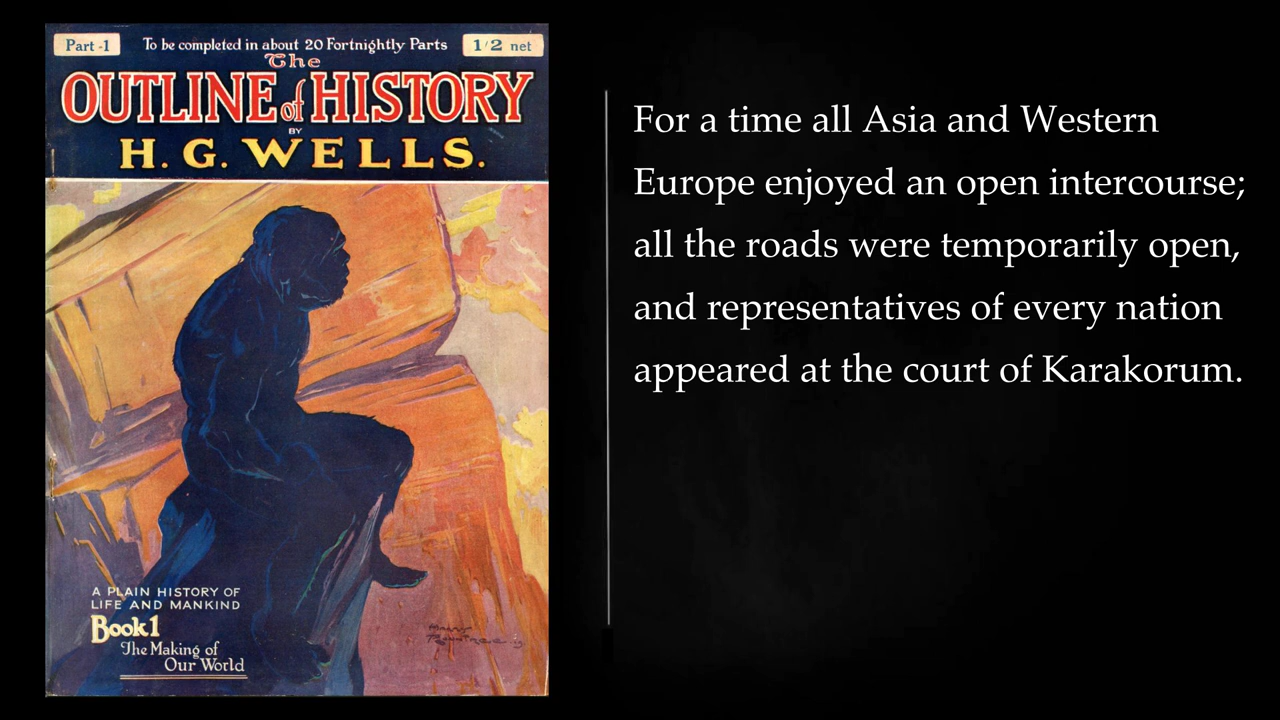 Part -1
To be completed in about 20 Fortnightly Parts
1/2 net
The
OUTLINE of HISTORY
BY
H. G. WELLS.
A PLAIN HISTORY OF
LIFE AND MANKIND
Book 1
The Making of
Our World
For a time all Asia and Western
Europe enjoyed an open intercourse;
all the roads were temporarily open,
and representatives of every nation
appeared at the court of Karakorum.